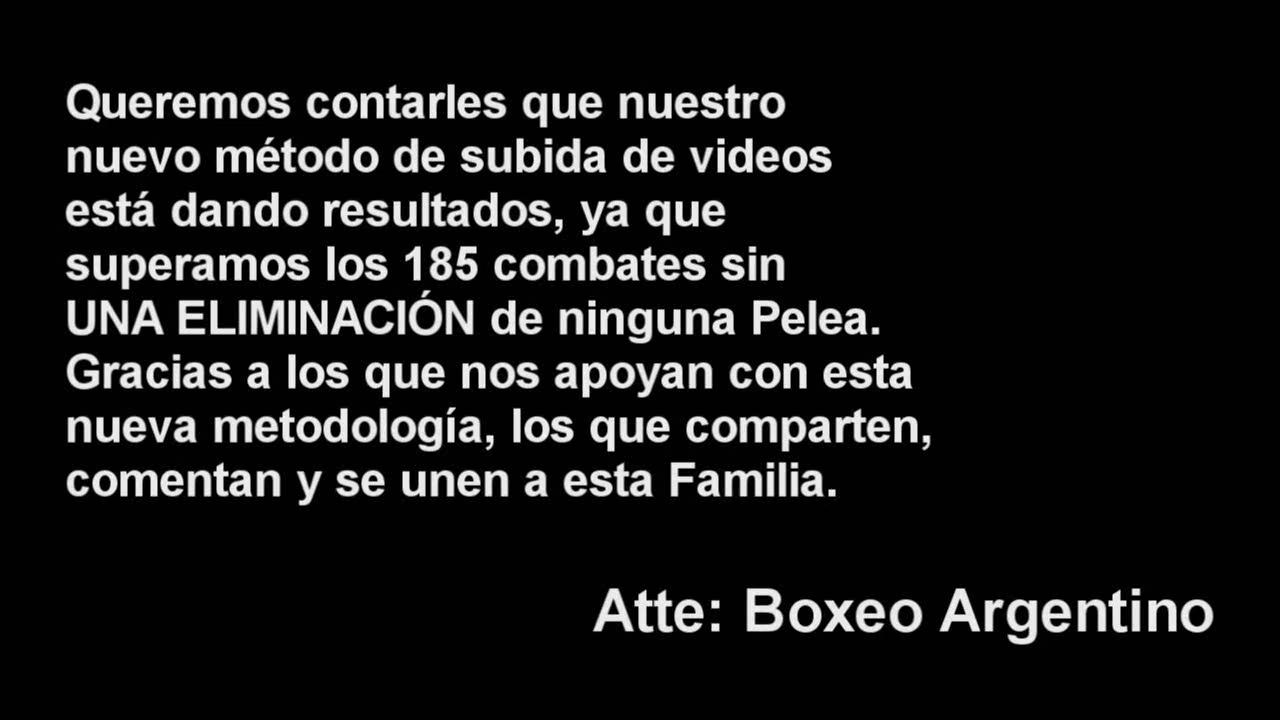 Queremos contarles que nuestro
nuevo método de subida de videos
está dando resultados, ya que
superamos los 185 combates sin
UNA ELIMINACIÓN de ninguna Pelea.
Gracias a los que nos apoyan con esta
nueva metodología, los que comparten,
comentan y se unen a esta Familia.
Atte: Boxeo Argentino